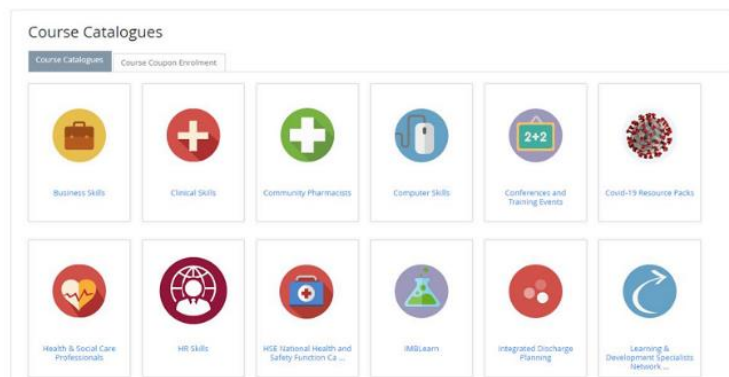 Course Catalogues
Course Catalogues
Course Coupon Enrolment
2+2
Business Skills
Clinical Skills
Community Pharmacists
Computer Skills
Conferences and
Training Events
Covid-19 Resource Packs
Health & Social Care
Professionals
HR Skills
HSE National Health and
Safety Function Ca ...
IMBLearn
Integrated Discharge
Planning
Learning &
Development Specialists
Network ...